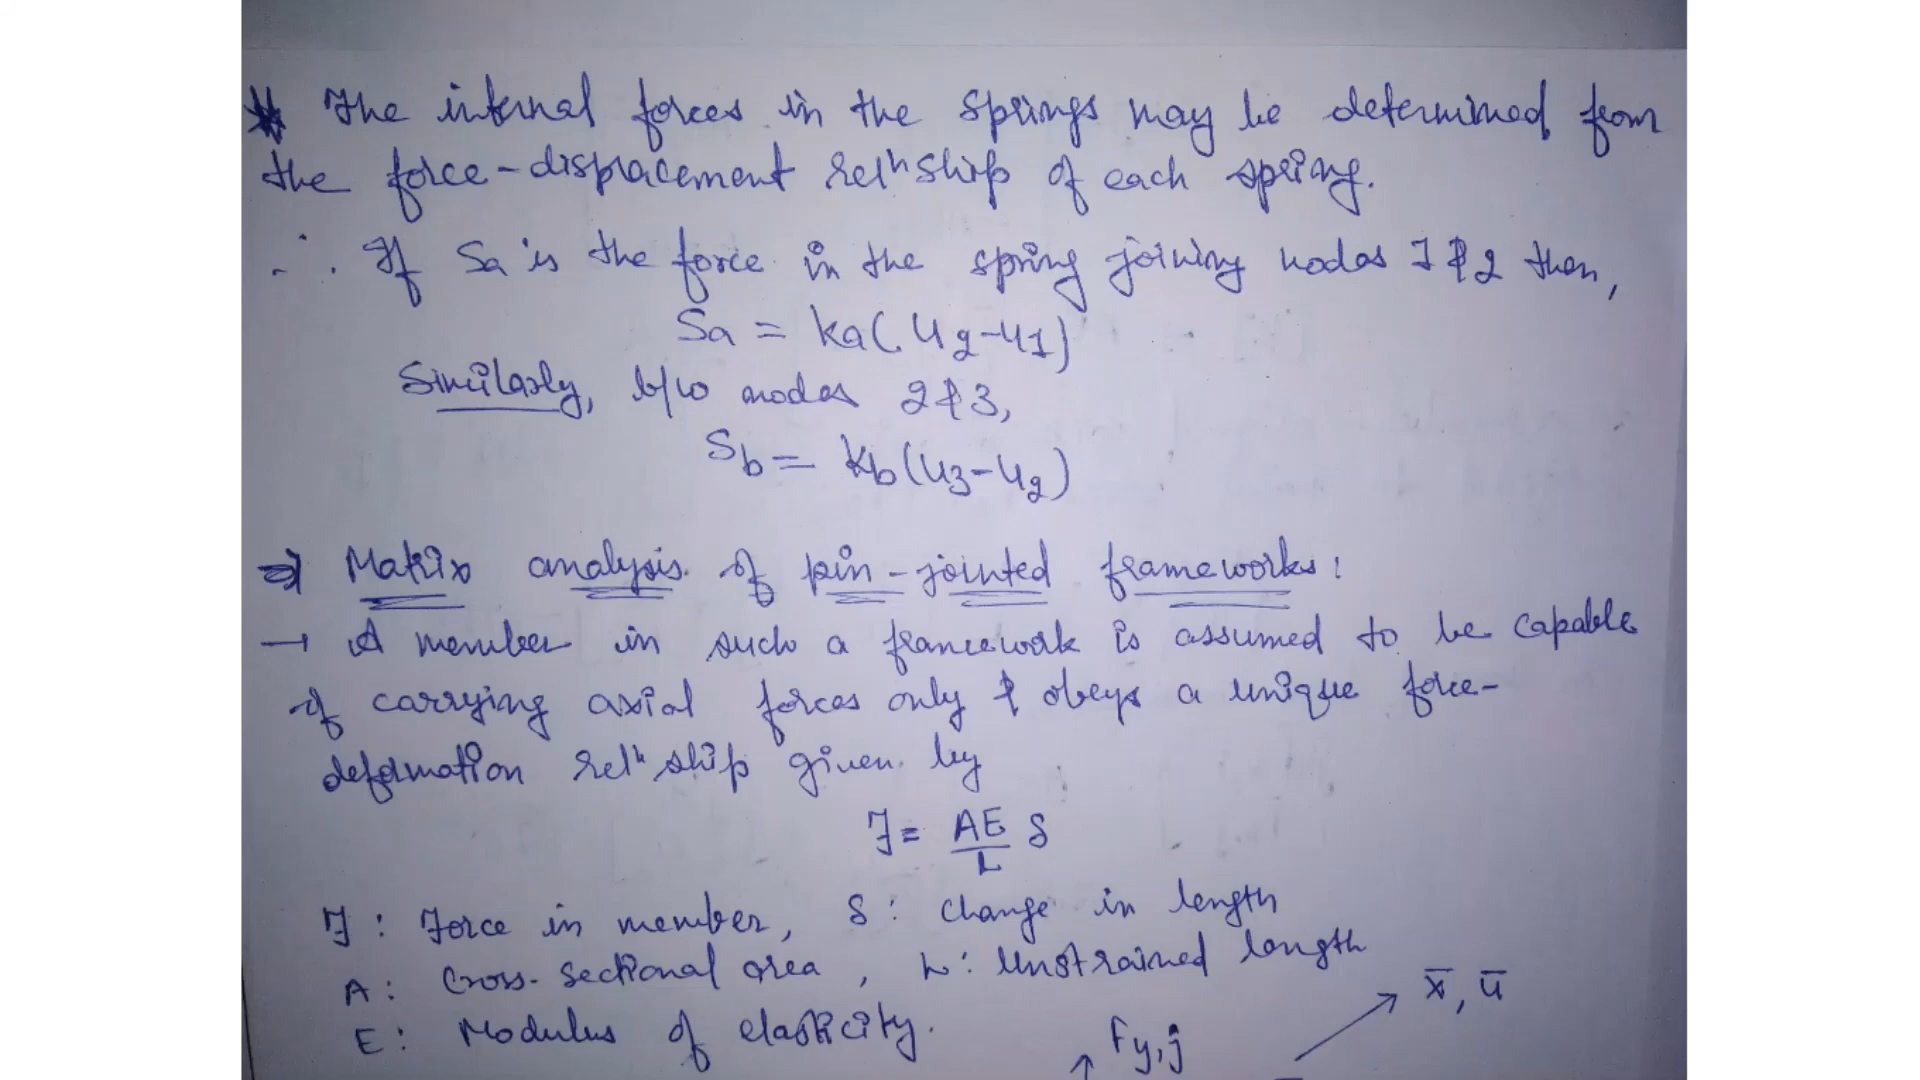 * The internal forces in the springs may be determined from
the force-displacement relⁿship of each spring.
∴ If Sa is the force in the spring joining nodes 1 & 2 then,
Sa = ka(u2-u1)
Similarly, b/w nodes 2&3,
Sb = kb(u3-u2)
⇒ Matrix analysis of pin-jointed frameworks:
→ A member in such a framework is assumed to be capable
of carrying axial forces only & obeys a unique force-
deformation relⁿship given by
F = AE/L δ
F: Force in member, δ: Change in length
A: Cross-sectional area, L: Unstrained length
x̅, u̅
E: Modulus of elasticity.
Fy,j